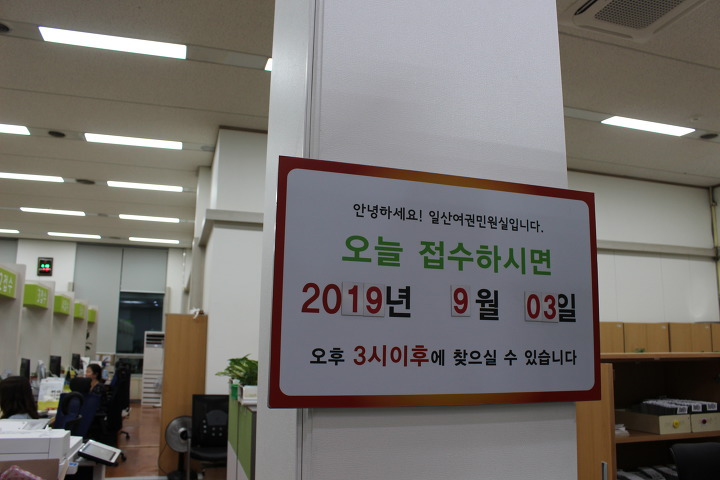 안녕하세요! 일산여권민원실입니다.
오늘 접수하시면
2019년 9월 03일
오후 3시이후에 찾으실 수 있습니다